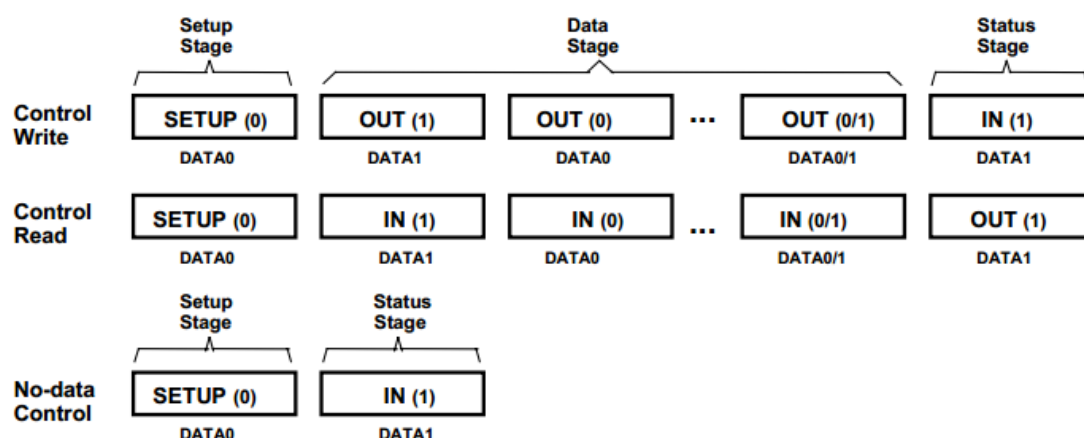 Setup
Stage
Data
Stage
Status
Stage
Control
Write
SETUP (0) OUT (1) OUT (0) ... OUT (0/1) IN (1)
DATA0 DATA1 DATA0 DATA0/1 DATA1
Control
Read
SETUP (0) IN (1) IN (0) ... IN (0/1) OUT (1)
DATA0 DATA1 DATA0 DATA0/1 DATA1
Setup
Stage
Status
Stage
No-data
Control
SETUP (0) IN (1)
DATA0 DATA1